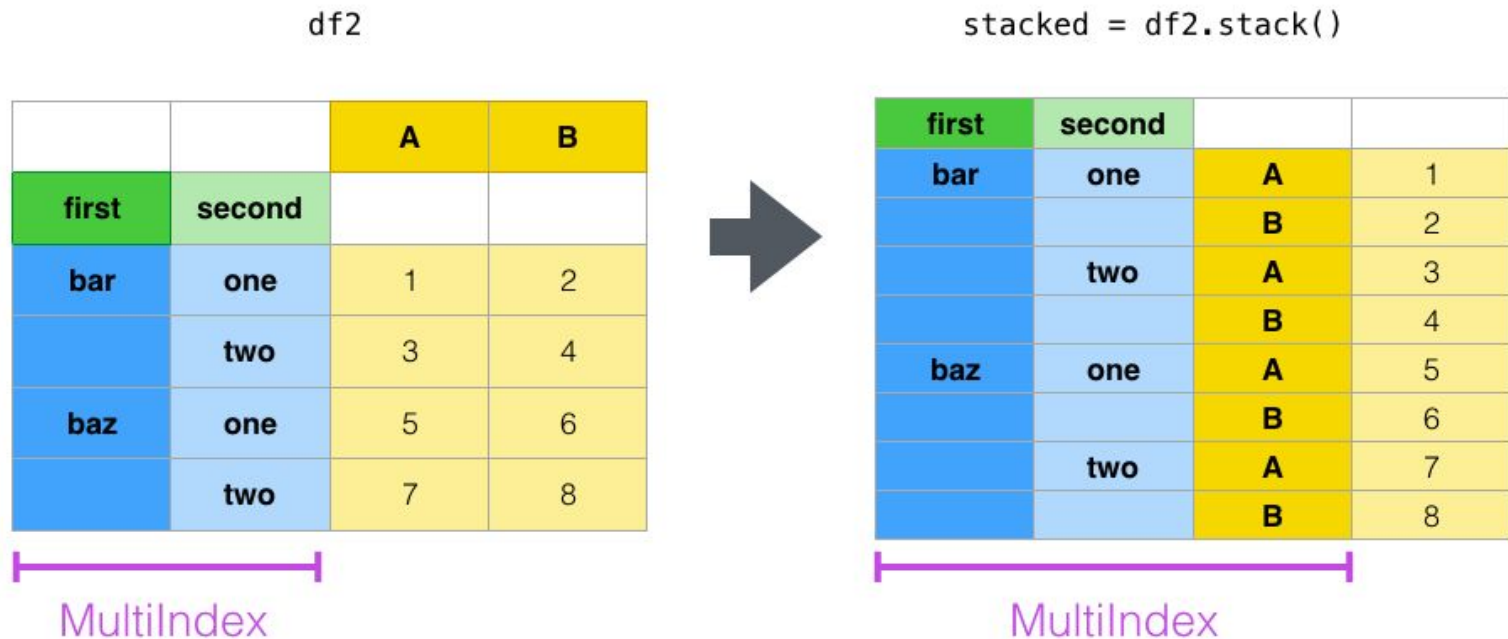 df2
stacked = df2.stack()
A B
first second
bar one 1 2
two 3 4
baz one 5 6
two 7 8
MultiIndex
first second
bar one A 1
B 2
two A 3
B 4
baz one A 5
B 6
two A 7
B 8
MultiIndex